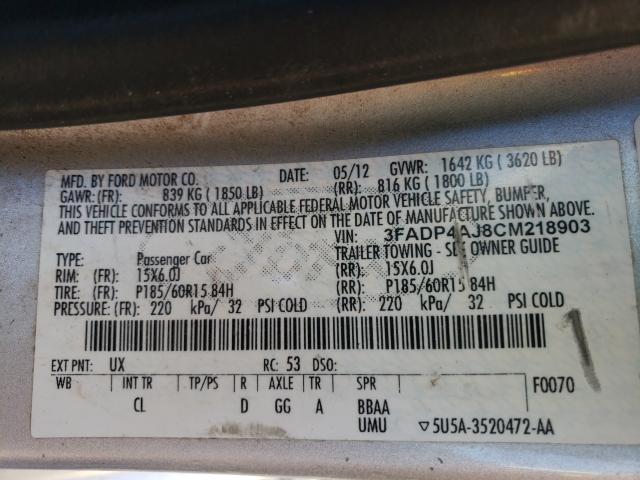 MFD. BY FORD MOTOR CO.
DATE: 05/12 GVWR: 1642 KG ( 3620 LB)
GAWR: (FR): 839 KG ( 1850 LB) (RR): 816 KG ( 1800 LB)
THIS VEHICLE CONFORMS TO ALL APPLICABLE FEDERAL MOTOR VEHICLE SAFETY, BUMPER,
AND THEFT PREVENTION STANDARDS IN EFFECT ON THE DATE OF MANUFACTURE SHOWN ABOVE.
VIN: 3FADP4AJ8CM218903
TYPE: Passenger Car TRAILER TOWING - SEE OWNER GUIDE
RIM: (FR): 15X6.0J (RR): 15X6.0J
TIRE: (FR): P185/60R15 84H (RR): P185/60R15 84H
PRESSURE: (FR): 220 kPa/ 32 PSI COLD (RR): 220 kPa/ 32 PSI COLD
EXT PNT: UX RC: 53 DSO:
WB INT TR TP/PS R AXLE TR SPR F0070
CL D GG A BBAA
UMU ▽5U5A-3520472-AA
1